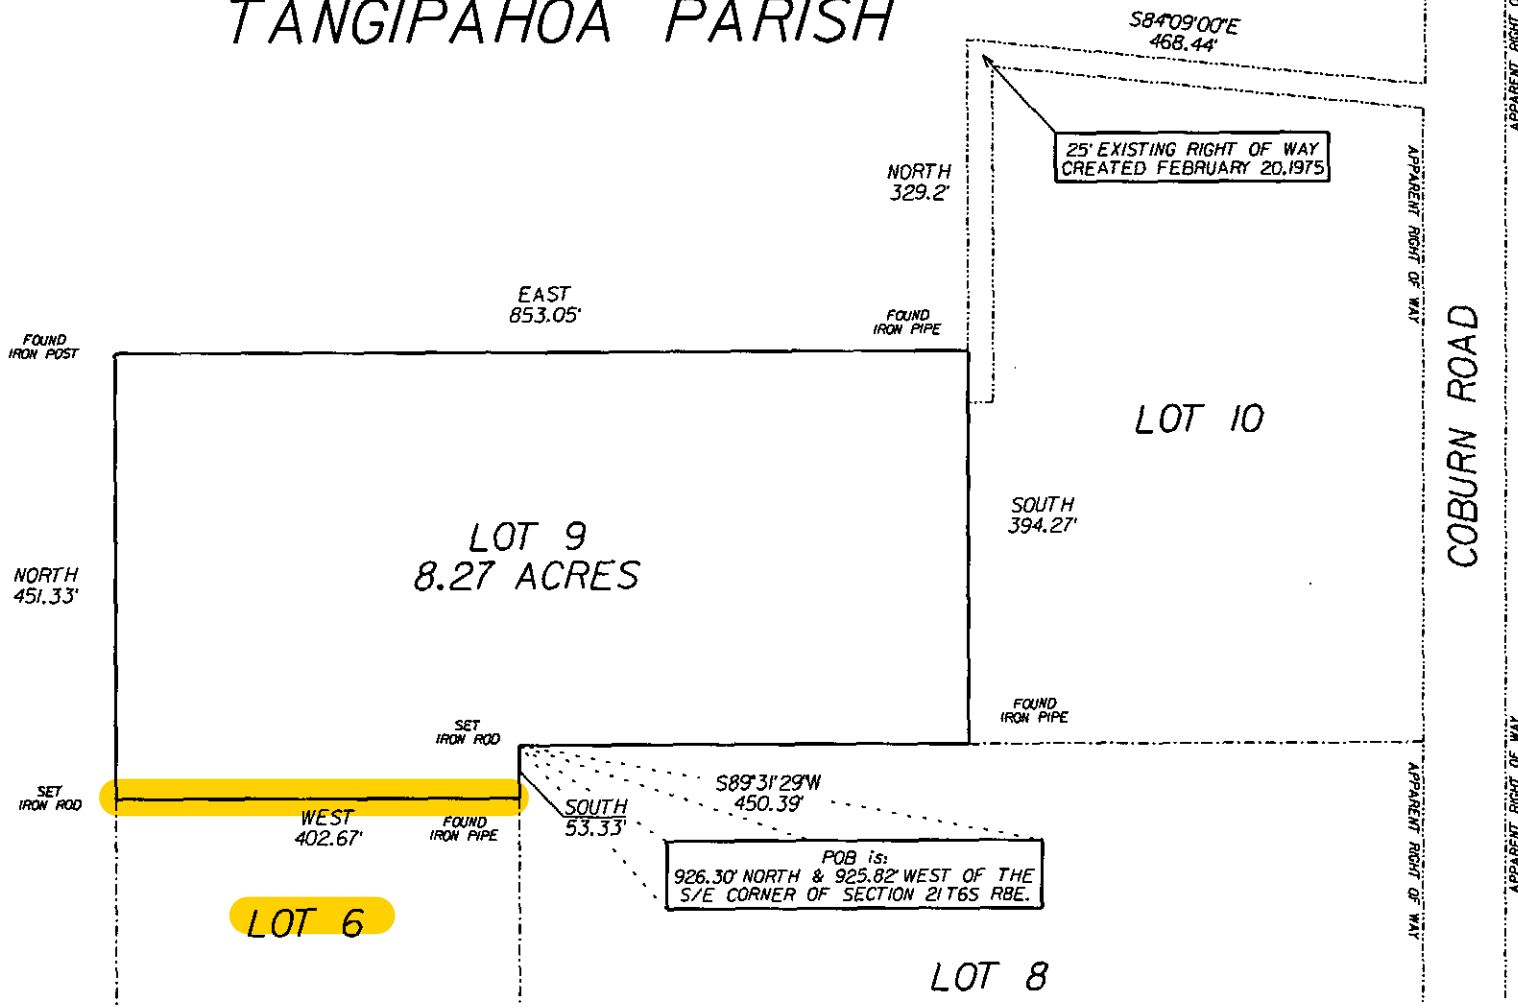 TANGIPAHOA PARISH
S84°09'00"E
468.44'
APPARENT RIGHT
25' EXISTING RIGHT OF WAY
CREATED FEBRUARY 20,1975
NORTH
329.2'
APPARENT RIGHT OF WAY
EAST
853.05'
FOUND
IRON PIPE
FOUND
IRON POST
LOT 10
COBURN ROAD
SOUTH
394.27'
LOT 9
8.27 ACRES
NORTH
451.33'
FOUND
IRON PIPE
SET
IRON ROD
SET
IRON ROD
S89°31'29"W
450.39'
WEST
402.67'
FOUND
IRON PIPE
SOUTH
53.33'
POB is:
926.30' NORTH & 925.82' WEST OF THE
S/E CORNER OF SECTION 21 T6S R8E.
APPARENT RIGHT OF WAY
APPARENT RIGHT OF WAY
LOT 6
LOT 8